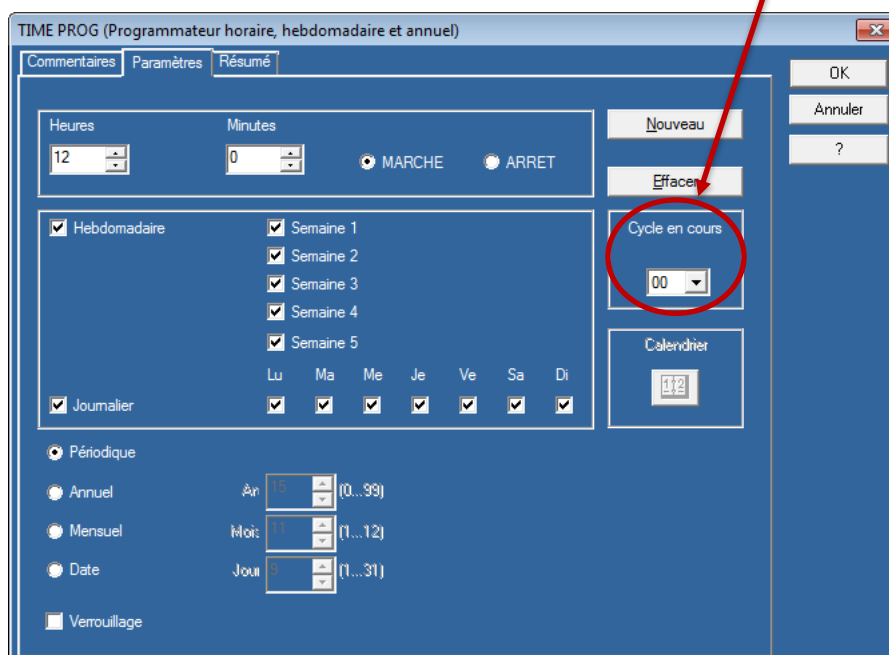 TIME PROG (Programmateur horaire, hebdomadaire et annuel)
Commentaires Paramètres Résumé
OK
Annuler
?
Heures Minutes
12 0 MARCHE ARRET
Nouveau
Effacer
Hebdomadaire
Semaine 1
Semaine 2
Semaine 3
Semaine 4
Semaine 5
Lu Ma Me Je Ve Sa Di
Journalier
Cycle en cours
00
Calendrier
Périodique
Annuel An 15 (0...99)
Mensuel Mois 11 (1...12)
Date Jour 9 (1...31)
Verrouillage